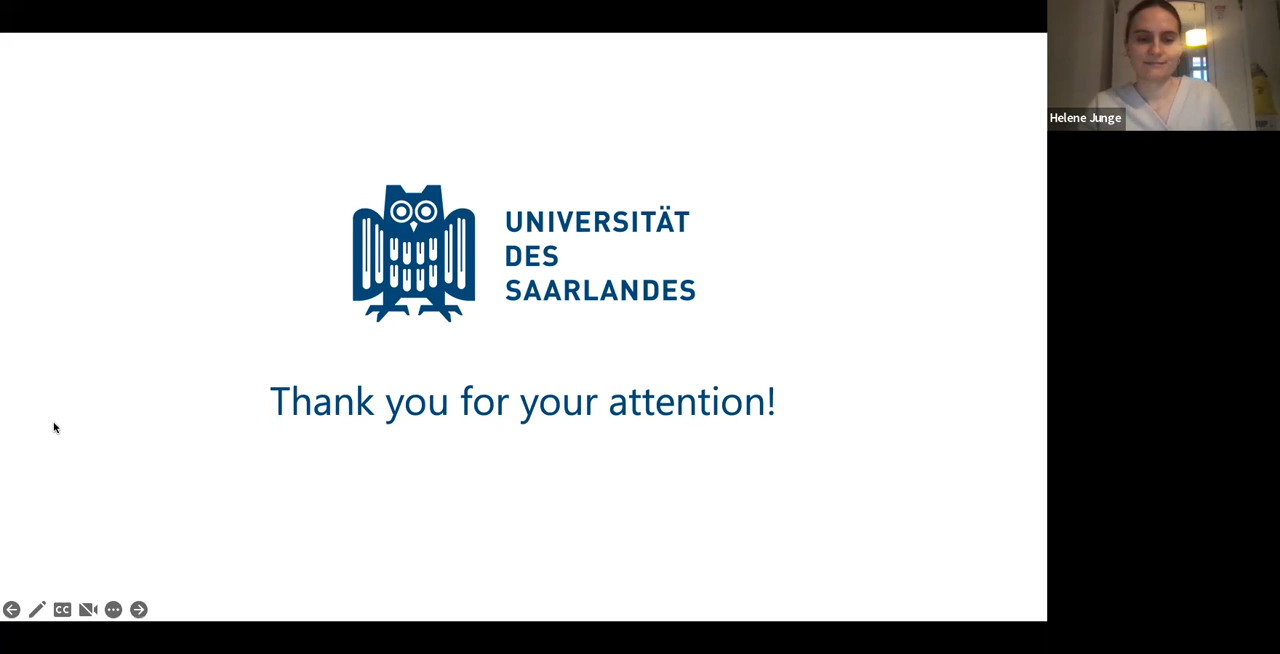 Helene Junge
UNIVERSITÄT
DES
SAARLANDES
Thank you for your attention!
CC